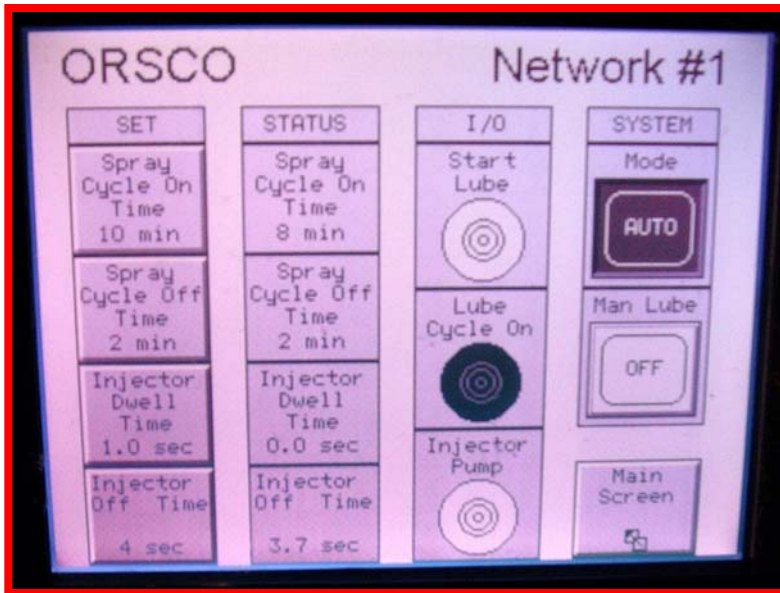 ORSCO
Network #1
SET
Spray
Cycle On
Time
10 min
Spray
Cycle Off
Time
2 min
Injector
Dwell
Time
1.0 sec
Injector
Off Time
4 sec
STATUS
Spray
Cycle On
Time
8 min
Spray
Cycle Off
Time
2 min
Injector
Dwell
Time
0.0 sec
Injector
Off Time
3.7 sec
I/O
Start
Lube
Lube
Cycle On
Injector
Pump
SYSTEM
Mode
AUTO
Man Lube
OFF
Main
Screen